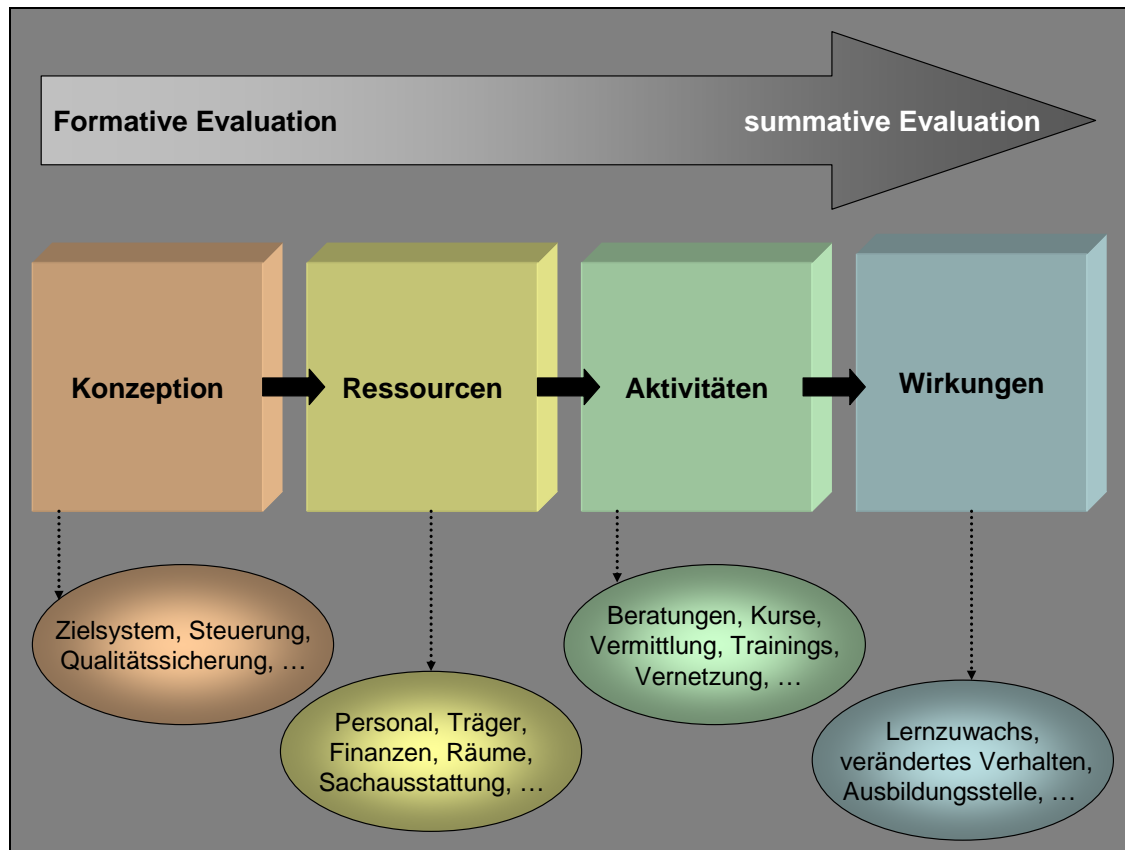 Formative Evaluation
summative Evaluation
Konzeption
Ressourcen
Aktivitäten
Wirkungen
Zielsystem, Steuerung,
Qualitätssicherung, …
Personal, Träger,
Finanzen, Räume,
Sachausstattung, …
Beratungen, Kurse,
Vermittlung, Trainings,
Vernetzung, …
Lernzuwachs,
verändertes Verhalten,
Ausbildungsstelle, …